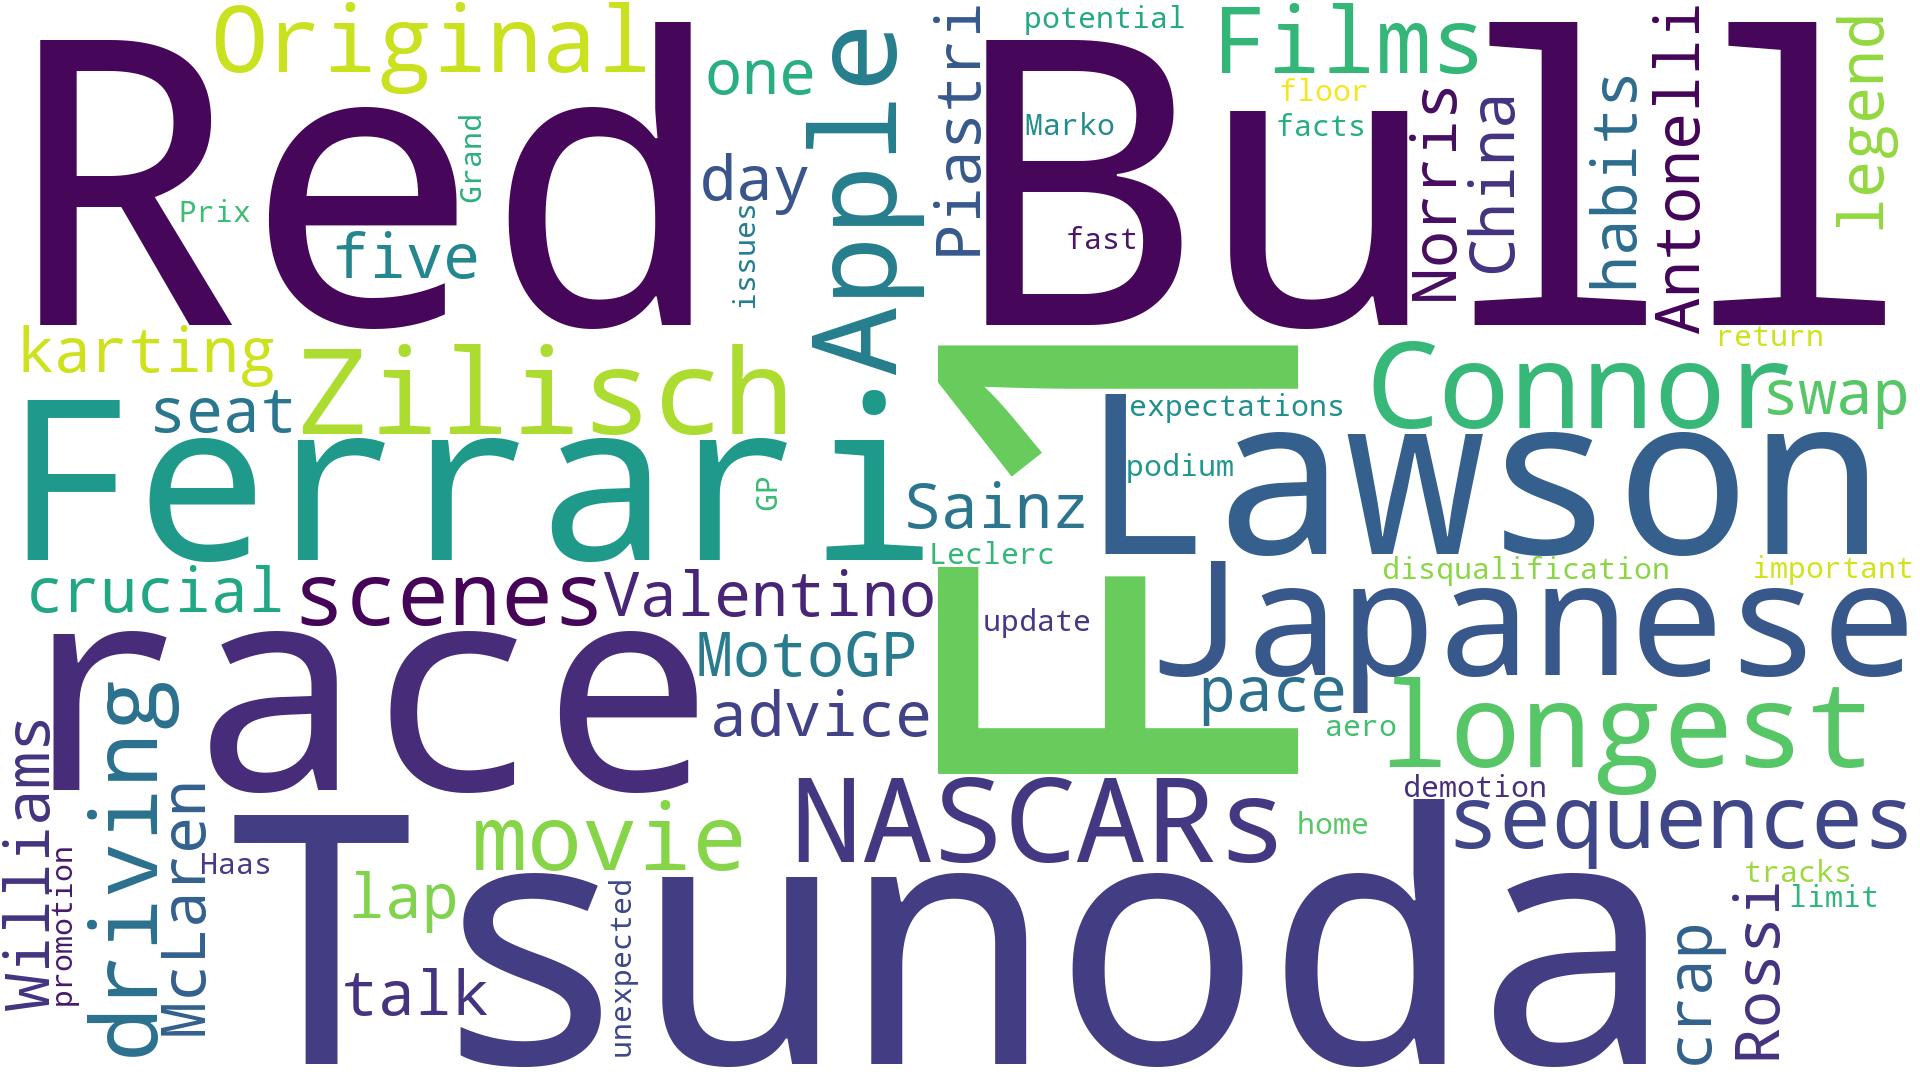 Red Bull
Original
one
Apple
Piastri
potential
Films
legend
Antonelli
floor
facts
Marko
Norris
China
habits
Grand
day
Prix
issues
five
fast
karting
Zilisch
return
Connor
swap
seat
Ferrari
F1
expectations
Lawson
podium
GP
Sainz
Leclerc
crucial
scenes
Valentino
disqualification
important
update
Japanese
race
MotoGP
pace
driving
advice
aero
longest
Williams
McLaren
NASCARs
demotion
movie
home
sequences
Haas
promotion
Tsunoda
lap
tracks
limit
unexpected
talk
crap
Rossi